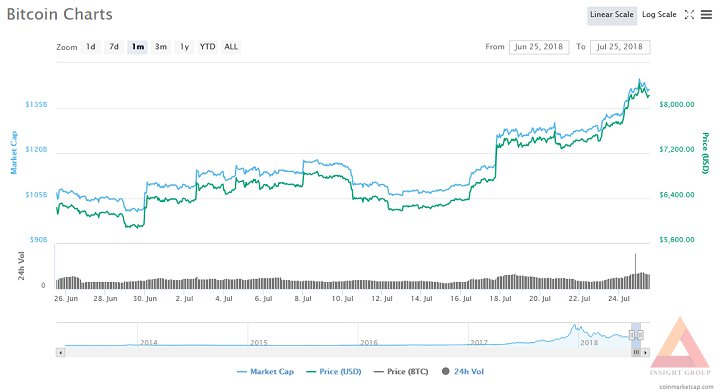 Bitcoin Charts
Linear Scale Log Scale
Zoom 1d 7d 1m 3m 1y YTD ALL From Jun 25, 2018 To Jul 25, 2018
Market Cap
$135B
$120B
$105B
$90B
Price (USD)
$8,000.00
$7,200.00
$6,400.00
$5,600.00
24h Vol
0
26. Jun 28. Jun 30. Jun 2. Jul 4. Jul 6. Jul 8. Jul 10. Jul 12. Jul 14. Jul 16. Jul 18. Jul 20. Jul 22. Jul 24. Jul
2014 2015 2016 2017 2018
Market Cap Price (USD) Price (BTC) 24h Vol
INSIGHT GROUP
coinmarketcap.com